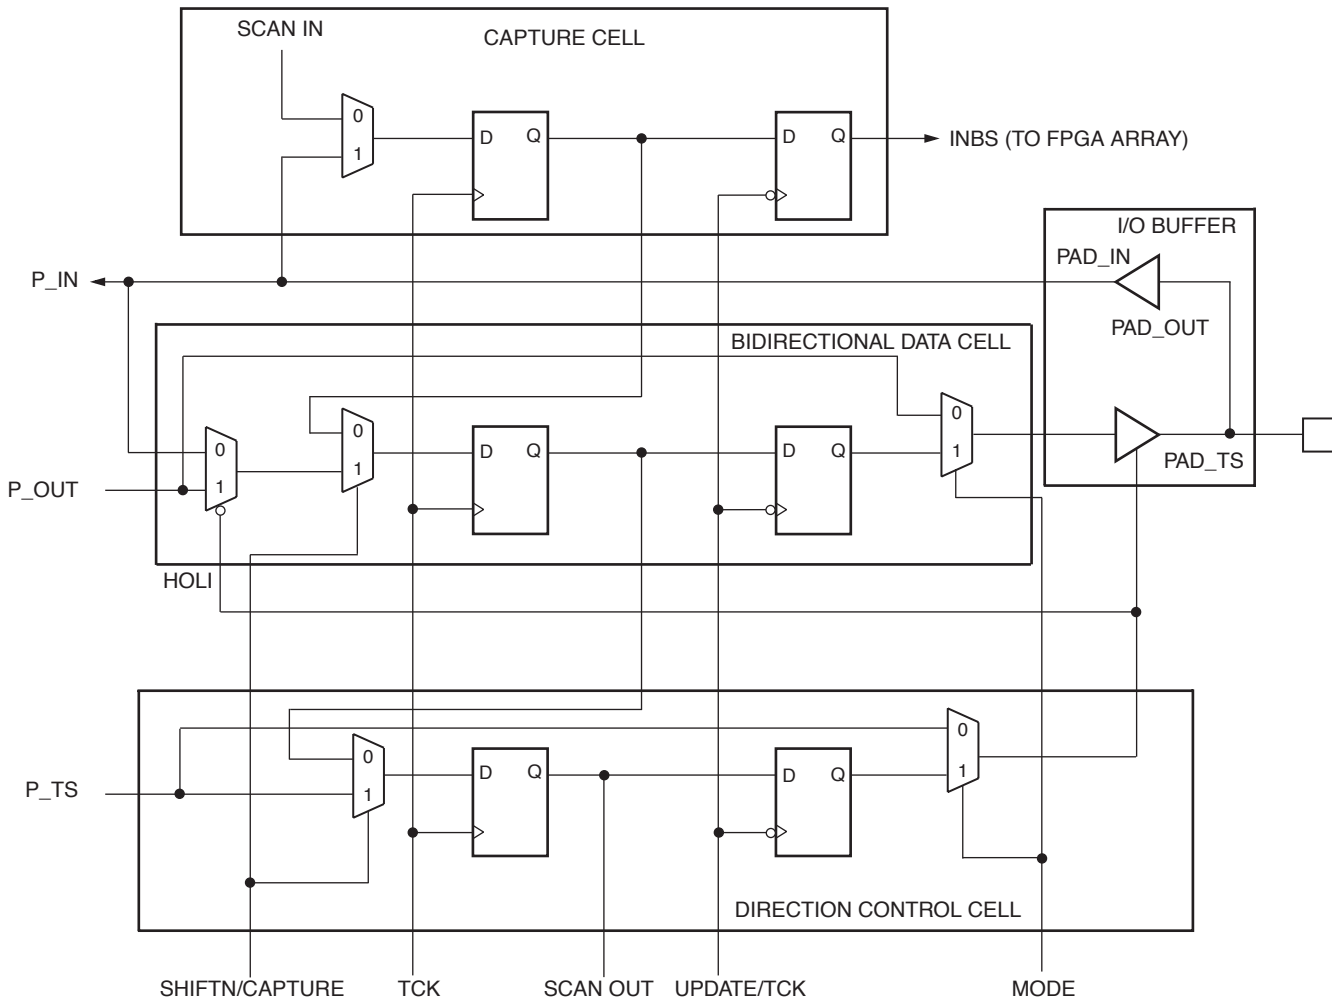 SCAN IN
CAPTURE CELL
0
1
D Q
D Q
INBS (TO FPGA ARRAY)
I/O BUFFER
PAD_IN
P_IN
PAD_OUT
BIDIRECTIONAL DATA CELL
0
1
0
1
D Q
D Q
0
1
PAD_TS
P_OUT
HOLI
0
1
D Q
D Q
0
1
P_TS
DIRECTION CONTROL CELL
SHIFTN/CAPTURE
TCK
SCAN OUT
UPDATE/TCK
MODE